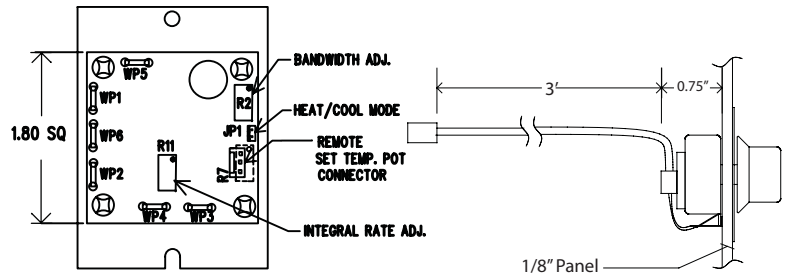 WP5
BANDWIDTH ADJ.
WP1
R2
HEAT/COOL MODE
JP1
1.80 SQ
WP6
R11
REMOTE
SET TEMP. POT
CONNECTOR
R7
WP2
WP4
WP3
INTEGRAL RATE ADJ.
3'
0.75"
1/8" Panel